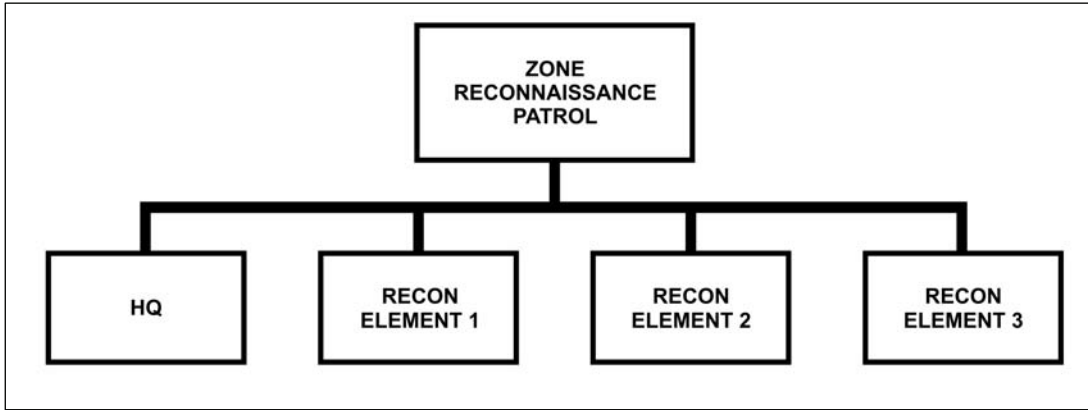 ZONE
RECONNAISSANCE
PATROL
HQ
RECON
ELEMENT 1
RECON
ELEMENT 2
RECON
ELEMENT 3